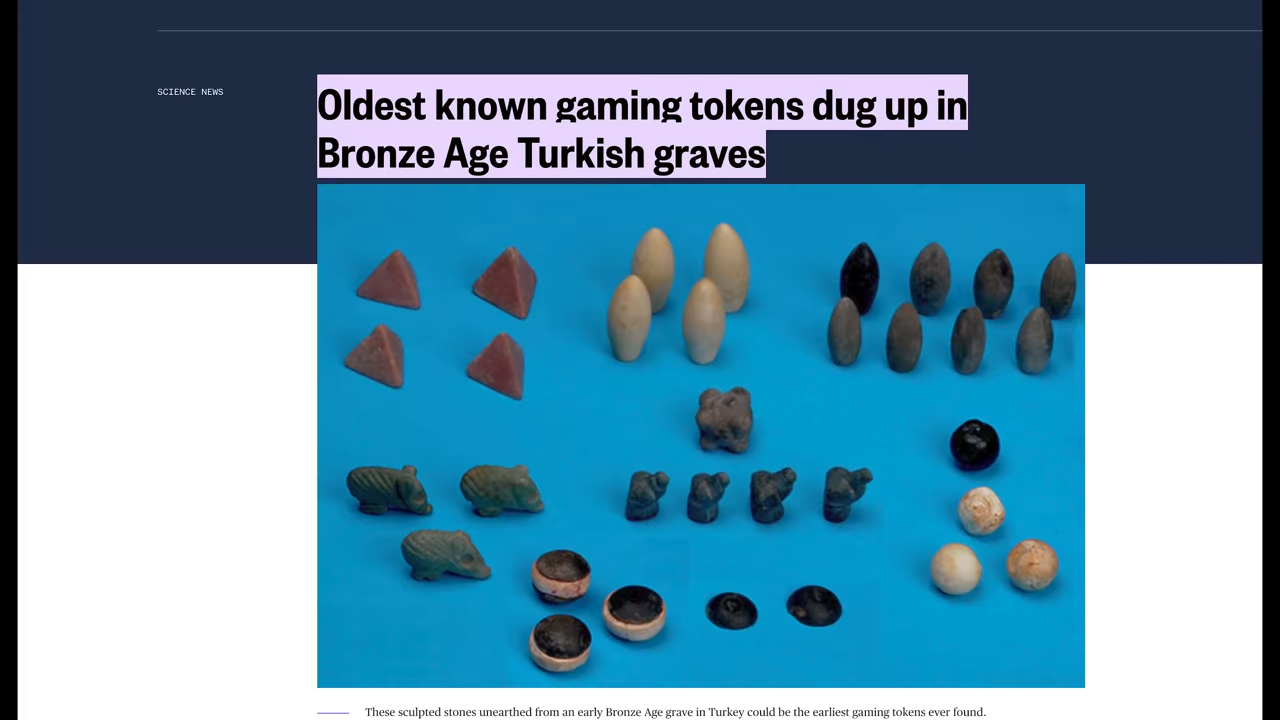 SCIENCE NEWS
Oldest known gaming tokens dug up in
Bronze Age Turkish graves
These sculpted stones unearthed from an early Bronze Age grave in Turkey could be the earliest gaming tokens ever found.